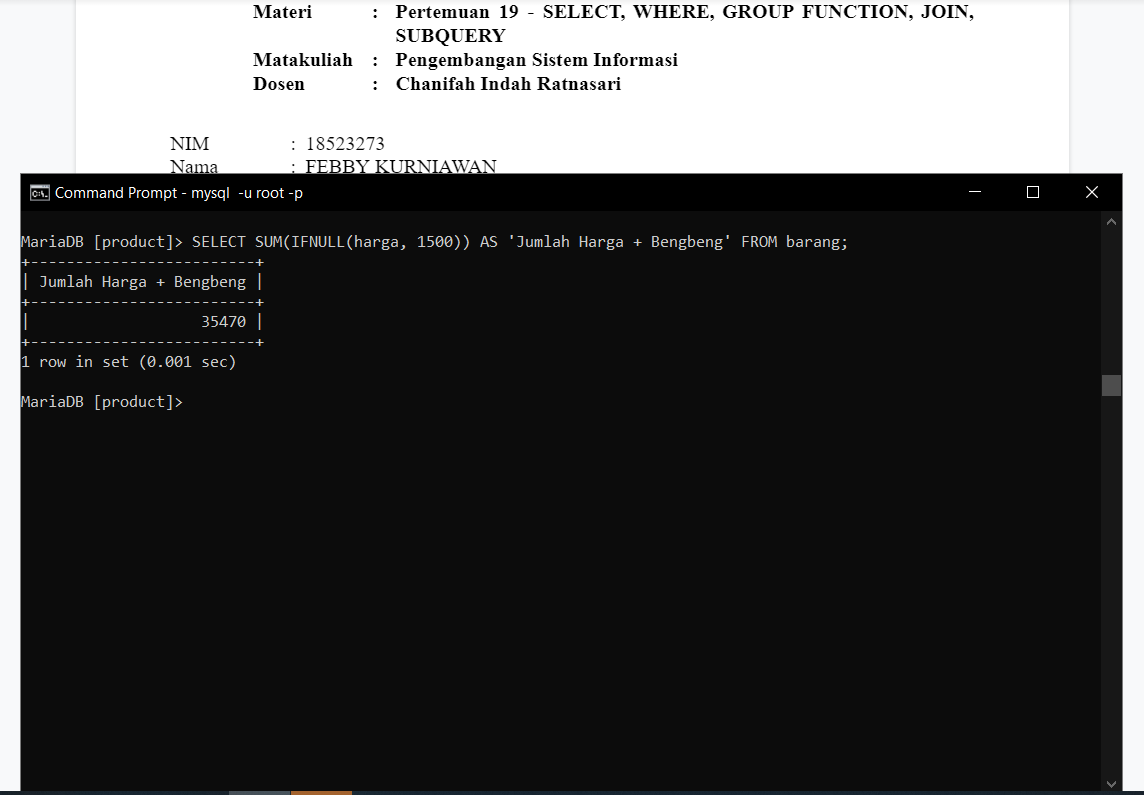 Materi : Pertemuan 19 - SELECT, WHERE, GROUP FUNCTION, JOIN,
SUBQUERY
Matakuliah : Pengembangan Sistem Informasi
Dosen : Chanifah Indah Ratnasari
NIM : 18523273
Nama : FEBBY KURNIAWAN
Command Prompt - mysql -u root -p
MariaDB [product]> SELECT SUM(IFNULL(harga, 1500)) AS 'Jumlah Harga + Bengbeng' FROM barang;
+-------------------------+
| Jumlah Harga + Bengbeng |
+-------------------------+
|                   35470 |
+-------------------------+
1 row in set (0.001 sec)
MariaDB [product]>